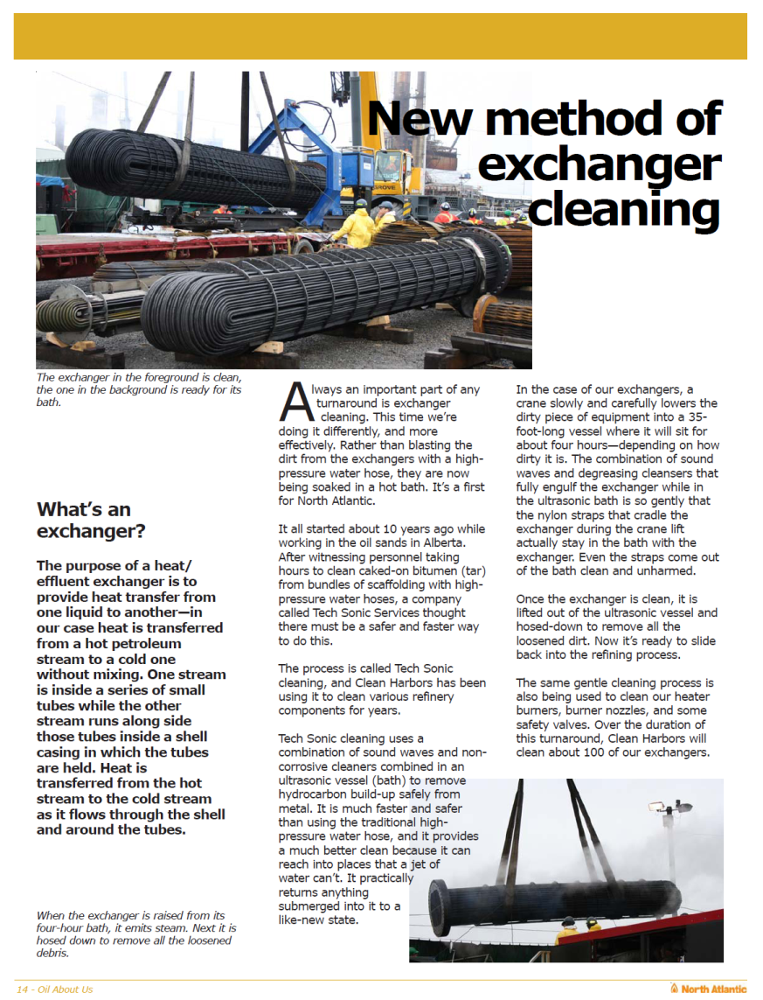 New method of
exchanger
cleaning
GROVE
The exchanger in the foreground is clean,
the one in the background is ready for its
bath.
What's an
exchanger?
The purpose of a heat/
effluent exchanger is to
provide heat transfer from
one liquid to another—in
our case heat is transferred
from a hot petroleum
stream to a cold one
without mixing. One stream
is inside a series of small
tubes while the other
stream runs along side
those tubes inside a shell
casing in which the tubes
are held. Heat is
transferred from the hot
stream to the cold stream
as it flows through the shell
and around the tubes.
When the exchanger is raised from its
four-hour bath, it emits steam. Next it is
hosed down to remove all the loosened
debris.
Always an important part of any
turnaround is exchanger
cleaning. This time we're
doing it differently, and more
effectively. Rather than blasting the
dirt from the exchangers with a high-
pressure water hose, they are now
being soaked in a hot bath. It's a first
for North Atlantic.
It all started about 10 years ago while
working in the oil sands in Alberta.
After witnessing personnel taking
hours to clean caked-on bitumen (tar)
from bundles of scaffolding with high-
pressure water hoses, a company
called Tech Sonic Services thought
there must be a safer and faster way
to do this.
The process is called Tech Sonic
cleaning, and Clean Harbors has been
using it to clean various refinery
components for years.
Tech Sonic cleaning uses a
combination of sound waves and non-
corrosive cleaners combined in an
ultrasonic vessel (bath) to remove
hydrocarbon build-up safely from
metal. It is much faster and safer
than using the traditional high-
pressure water hose, and it provides
a much better clean because it can
reach into places that a jet of
water can't. It practically
returns anything
submerged into it to a
like-new state.
In the case of our exchangers, a
crane slowly and carefully lowers the
dirty piece of equipment into a 35-
foot-long vessel where it will sit for
about four hours—depending on how
dirty it is. The combination of sound
waves and degreasing cleansers that
fully engulf the exchanger while in
the ultrasonic bath is so gently that
the nylon straps that cradle the
exchanger during the crane lift
actually stay in the bath with the
exchanger. Even the straps come out
of the bath clean and unharmed.
Once the exchanger is clean, it is
lifted out of the ultrasonic vessel and
hosed-down to remove all the
loosened dirt. Now it's ready to slide
back into the refining process.
The same gentle cleaning process is
also being used to clean our heater
burners, burner nozzles, and some
safety valves. Over the duration of
this turnaround, Clean Harbors will
clean about 100 of our exchangers.
14 - Oil About Us
North Atlantic